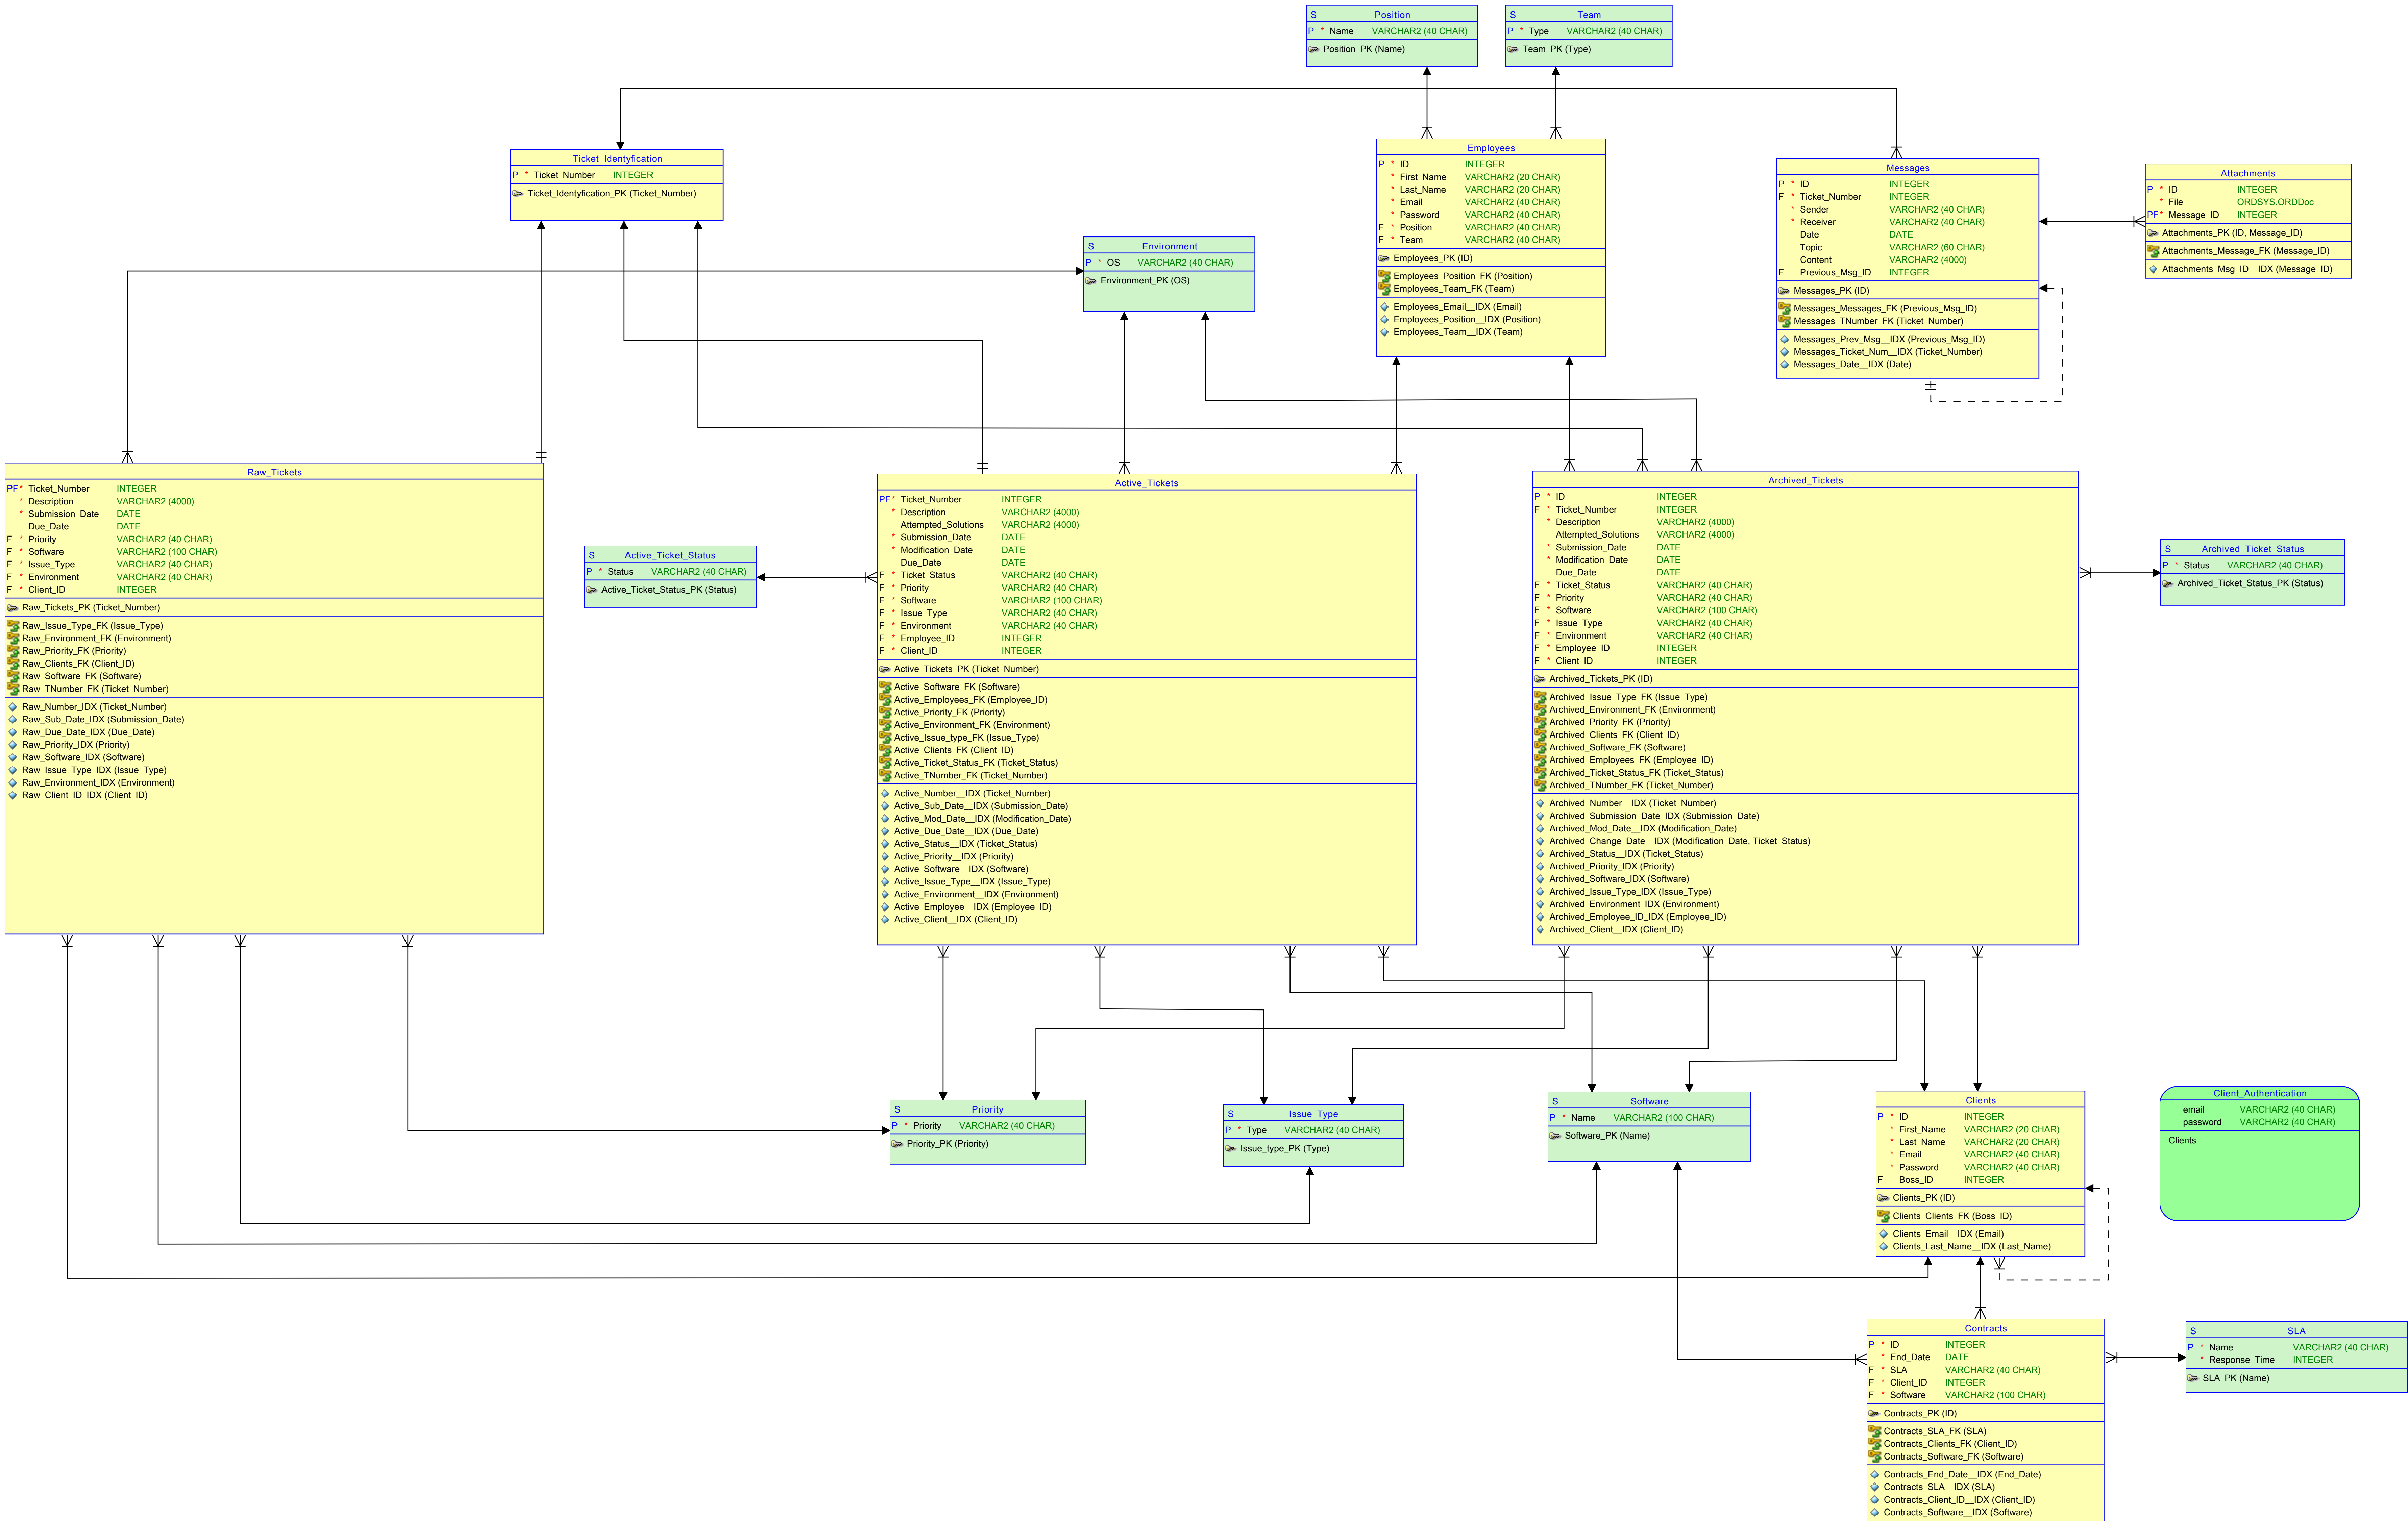 S Position
P * Name VARCHAR2 (40 CHAR)
Position_PK (Name)
S Team
P * Type VARCHAR2 (40 CHAR)
Team_PK (Type)
Ticket_Identyfication
P * Ticket_Number INTEGER
Ticket_Identyfication_PK (Ticket_Number)
Employees
P * ID INTEGER
* First_Name VARCHAR2 (20 CHAR)
* Last_Name VARCHAR2 (20 CHAR)
* Email VARCHAR2 (40 CHAR)
* Password VARCHAR2 (40 CHAR)
F * Position VARCHAR2 (40 CHAR)
F * Team VARCHAR2 (40 CHAR)
Employees_PK (ID)
Employees_Position_FK (Position)
Employees_Team_FK (Team)
Employees_Email__IDX (Email)
Employees_Position__IDX (Position)
Employees_Team__IDX (Team)
Messages
P * ID INTEGER
F * Ticket_Number INTEGER
* Sender VARCHAR2 (40 CHAR)
* Receiver VARCHAR2 (40 CHAR)
Date DATE
Topic VARCHAR2 (60 CHAR)
Content VARCHAR2 (4000)
F Previous_Msg_ID INTEGER
Messages_PK (ID)
Messages_Messages_FK (Previous_Msg_ID)
Messages_TNumber_FK (Ticket_Number)
Messages_Prev_Msg__IDX (Previous_Msg_ID)
Messages_Ticket_Num__IDX (Ticket_Number)
Messages_Date__IDX (Date)
Attachments
P * ID INTEGER
* File ORDSYS.ORDDoc
PF* Message_ID INTEGER
Attachments_PK (ID, Message_ID)
Attachments_Message_FK (Message_ID)
Attachments_Msg_ID__IDX (Message_ID)
S Environment
P * OS VARCHAR2 (40 CHAR)
Environment_PK (OS)
Raw_Tickets
PF* Ticket_Number INTEGER
* Description VARCHAR2 (4000)
* Submission_Date DATE
Due_Date DATE
F * Priority VARCHAR2 (40 CHAR)
F * Software VARCHAR2 (100 CHAR)
F * Issue_Type VARCHAR2 (40 CHAR)
F * Environment VARCHAR2 (40 CHAR)
F * Client_ID INTEGER
Raw_Tickets_PK (Ticket_Number)
Raw_Issue_Type_FK (Issue_Type)
Raw_Environment_FK (Environment)
Raw_Priority_FK (Priority)
Raw_Clients_FK (Client_ID)
Raw_Software_FK (Software)
Raw_TNumber_FK (Ticket_Number)
Raw_Number_IDX (Ticket_Number)
Raw_Sub_Date_IDX (Submission_Date)
Raw_Due_Date_IDX (Due_Date)
Raw_Priority_IDX (Priority)
Raw_Software_IDX (Software)
Raw_Issue_Type_IDX (Issue_Type)
Raw_Environment_IDX (Environment)
Raw_Client_ID_IDX (Client_ID)
S Active_Ticket_Status
P * Status VARCHAR2 (40 CHAR)
Active_Ticket_Status_PK (Status)
Active_Tickets
PF* Ticket_Number INTEGER
* Description VARCHAR2 (4000)
Attempted_Solutions VARCHAR2 (4000)
* Submission_Date DATE
* Modification_Date DATE
Due_Date DATE
F * Ticket_Status VARCHAR2 (40 CHAR)
F * Priority VARCHAR2 (40 CHAR)
F * Software VARCHAR2 (100 CHAR)
F * Issue_Type VARCHAR2 (40 CHAR)
F * Environment VARCHAR2 (40 CHAR)
F * Employee_ID INTEGER
F * Client_ID INTEGER
Active_Tickets_PK (Ticket_Number)
Active_Software_FK (Software)
Active_Employees_FK (Employee_ID)
Active_Priority_FK (Priority)
Active_Environment_FK (Environment)
Active_Issue_type_FK (Issue_Type)
Active_Clients_FK (Client_ID)
Active_Ticket_Status_FK (Ticket_Status)
Active_TNumber_FK (Ticket_Number)
Active_Number__IDX (Ticket_Number)
Active_Sub_Date__IDX (Submission_Date)
Active_Mod_Date__IDX (Modification_Date)
Active_Due_Date__IDX (Due_Date)
Active_Status__IDX (Ticket_Status)
Active_Priority__IDX (Priority)
Active_Software__IDX (Software)
Active_Issue_Type__IDX (Issue_Type)
Active_Environment__IDX (Environment)
Active_Employee__IDX (Employee_ID)
Active_Client__IDX (Client_ID)
Archived_Tickets
P * ID INTEGER
F * Ticket_Number INTEGER
* Description VARCHAR2 (4000)
Attempted_Solutions VARCHAR2 (4000)
* Submission_Date DATE
* Modification_Date DATE
Due_Date DATE
F * Ticket_Status VARCHAR2 (40 CHAR)
F * Priority VARCHAR2 (40 CHAR)
F * Software VARCHAR2 (100 CHAR)
F * Issue_Type VARCHAR2 (40 CHAR)
F * Environment VARCHAR2 (40 CHAR)
F * Employee_ID INTEGER
F * Client_ID INTEGER
Archived_Tickets_PK (ID)
Archived_Issue_Type_FK (Issue_Type)
Archived_Environment_FK (Environment)
Archived_Priority_FK (Priority)
Archived_Clients_FK (Client_ID)
Archived_Software_FK (Software)
Archived_Employees_FK (Employee_ID)
Archived_Ticket_Status_FK (Ticket_Status)
Archived_TNumber_FK (Ticket_Number)
Archived_Number__IDX (Ticket_Number)
Archived_Submission_Date_IDX (Submission_Date)
Archived_Mod_Date__IDX (Modification_Date)
Archived_Change_Date__IDX (Modification_Date, Ticket_Status)
Archived_Status__IDX (Ticket_Status)
Archived_Priority_IDX (Priority)
Archived_Software_IDX (Software)
Archived_Issue_Type_IDX (Issue_Type)
Archived_Environment_IDX (Environment)
Archived_Employee_ID_IDX (Employee_ID)
Archived_Client__IDX (Client_ID)
S Archived_Ticket_Status
P * Status VARCHAR2 (40 CHAR)
Archived_Ticket_Status_PK (Status)
S Priority
P * Priority VARCHAR2 (40 CHAR)
Priority_PK (Priority)
S Issue_Type
P * Type VARCHAR2 (40 CHAR)
Issue_type_PK (Type)
S Software
P * Name VARCHAR2 (100 CHAR)
Software_PK (Name)
Clients
P * ID INTEGER
* First_Name VARCHAR2 (20 CHAR)
* Last_Name VARCHAR2 (20 CHAR)
* Email VARCHAR2 (40 CHAR)
* Password VARCHAR2 (40 CHAR)
F Boss_ID INTEGER
Clients_PK (ID)
Clients_Clients_FK (Boss_ID)
Clients_Email__IDX (Email)
Clients_Last_Name__IDX (Last_Name)
Client_Authentication
email VARCHAR2 (40 CHAR)
password VARCHAR2 (40 CHAR)
Clients
Contracts
P * ID INTEGER
* End_Date DATE
F * SLA VARCHAR2 (40 CHAR)
F * Client_ID INTEGER
F * Software VARCHAR2 (100 CHAR)
Contracts_PK (ID)
Contracts_SLA_FK (SLA)
Contracts_Clients_FK (Client_ID)
Contracts_Software_FK (Software)
Contracts_End_Date__IDX (End_Date)
Contracts_SLA__IDX (SLA)
Contracts_Client_ID__IDX (Client_ID)
Contracts_Software__IDX (Software)
S SLA
P * Name VARCHAR2 (40 CHAR)
* Response_Time INTEGER
SLA_PK (Name)